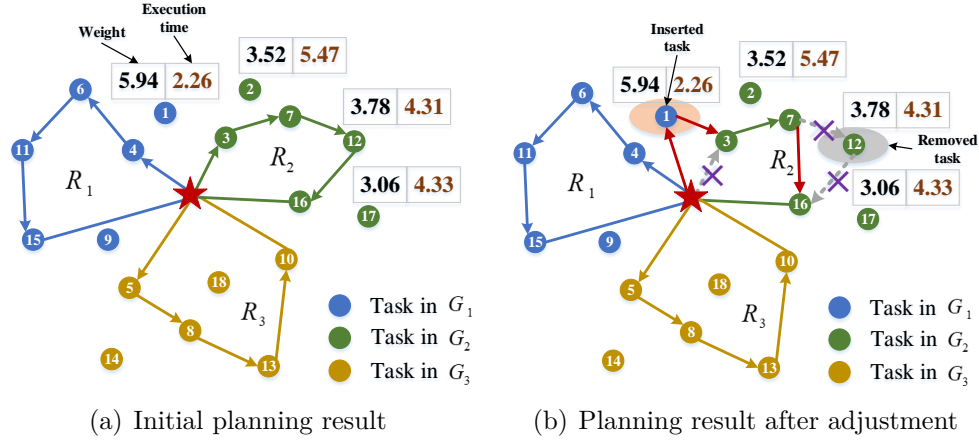 Weight
Execution
time
5.94 2.26
3.52 5.47
3.78 4.31
3.06 4.33
6
1
2
7
3
12
4
11
R1
R2
16
17
15
9
10
5
18
8
R3
13
14
Task in G1
Task in G2
Task in G3
(a) Initial planning result
Inserted
task
5.94 2.26
3.52 5.47
3.78 4.31
Removed
task
3.06 4.33
6
1
2
7
3
12
4
11
R1
R2
16
17
15
9
10
5
18
8
R3
13
14
Task in G1
Task in G2
Task in G3
(b) Planning result after adjustment